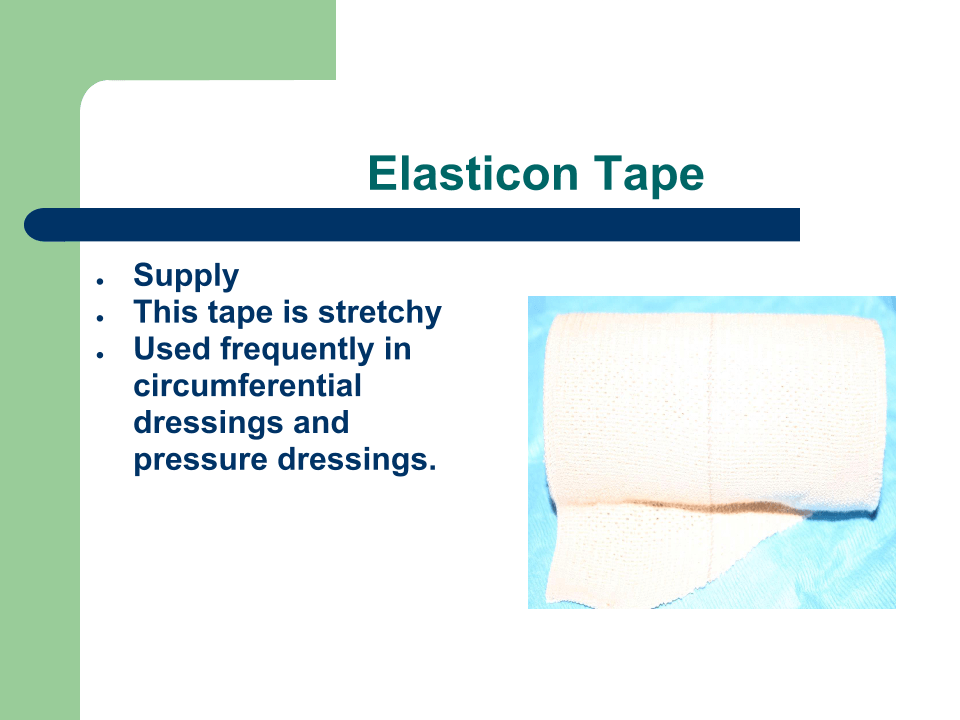 Elasticon Tape
● Supply
● This tape is stretchy
● Used frequently in
circumferential
dressings and
pressure dressings.